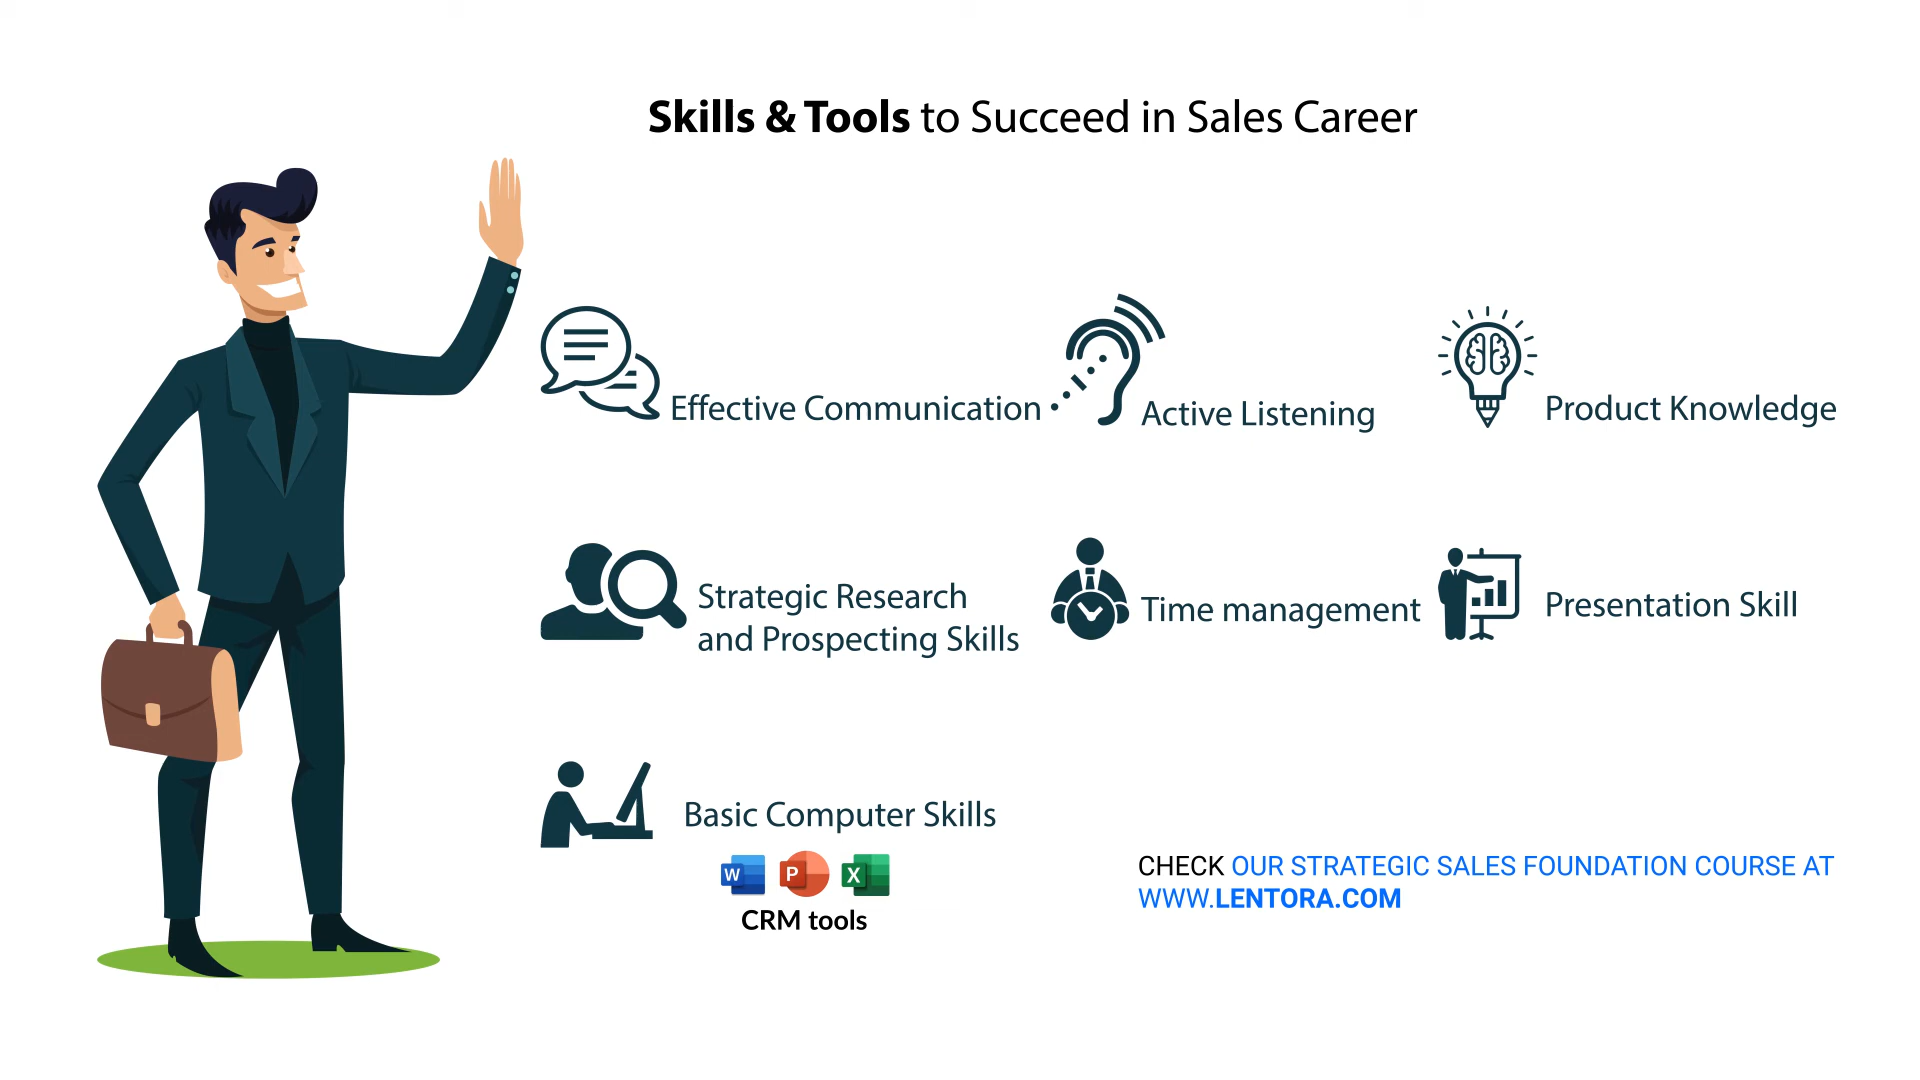 Skills & Tools to Succeed in Sales Career
Effective Communication
Active Listening
Product Knowledge
Strategic Research
and Prospecting Skills
Time management
Presentation Skill
Basic Computer Skills
W P X
CRM tools
CHECK OUR STRATEGIC SALES FOUNDATION COURSE AT
WWW.LENTORA.COM